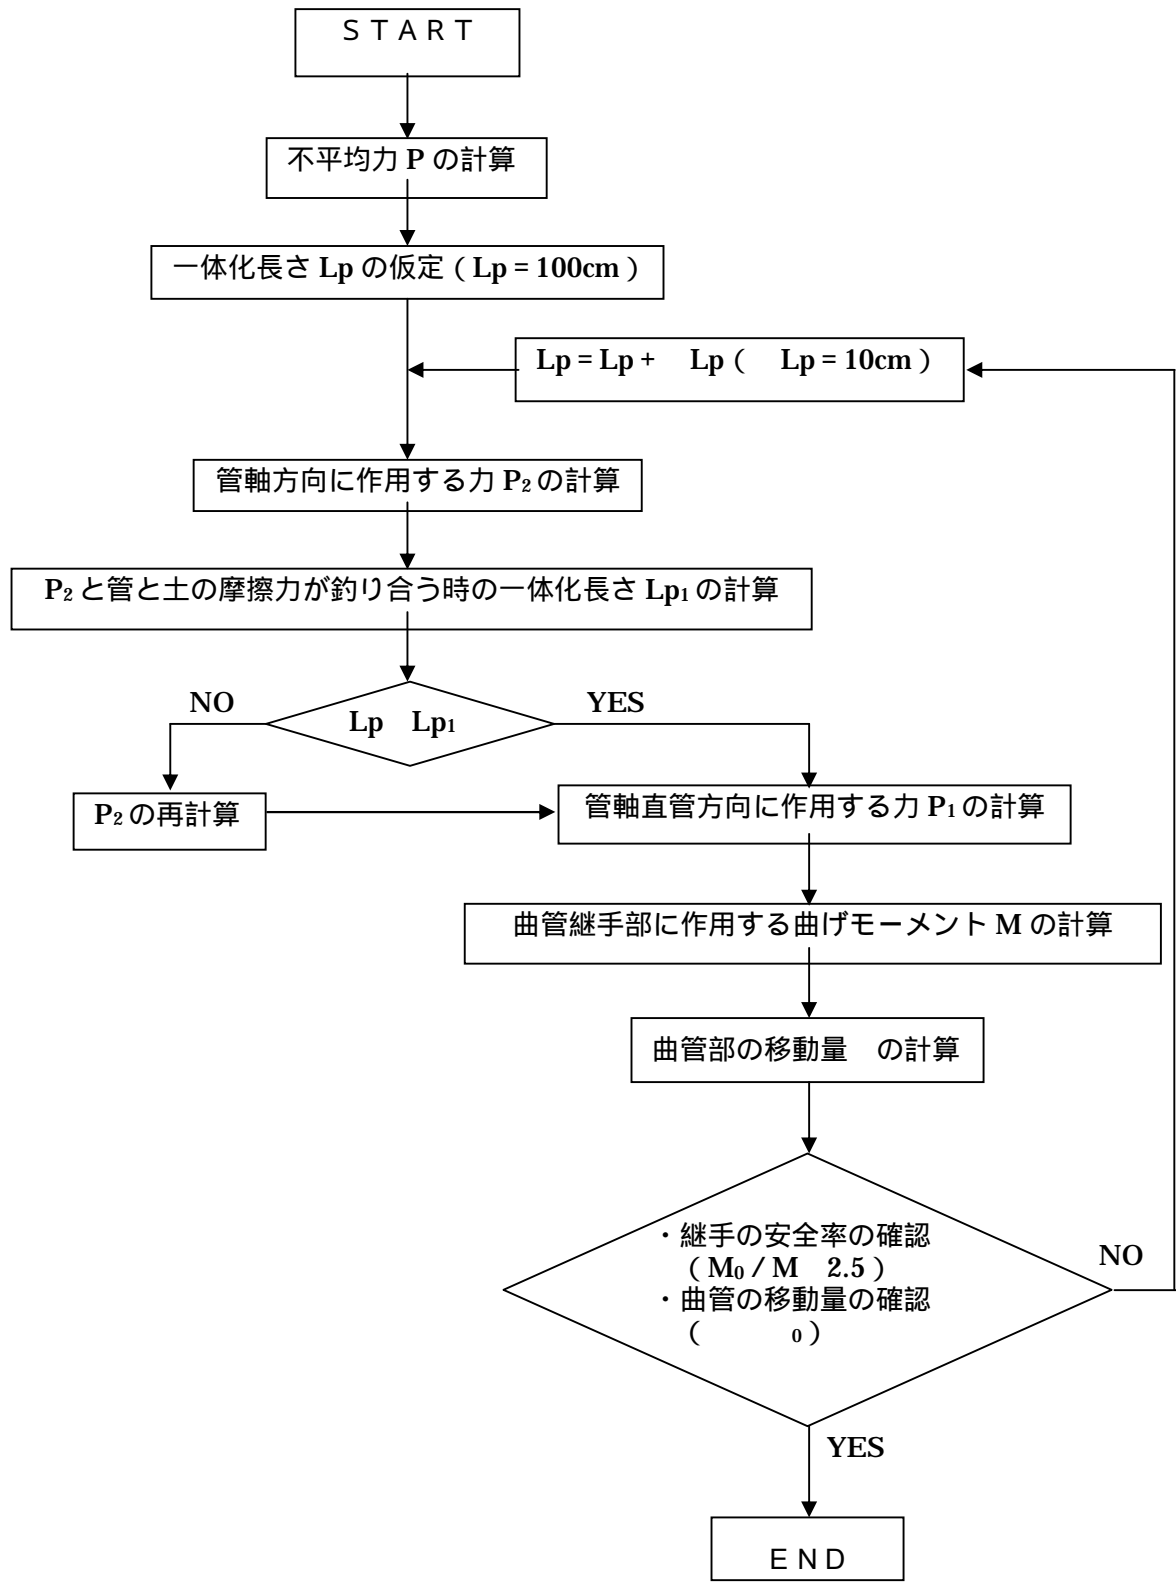 ＳＴＡＲＴ
不平均力 P の計算
一体化長さ Lp の仮定（Lp = 100cm）
Lp = Lp +　Lp（　Lp = 10cm）
管軸方向に作用する力 P₂ の計算
P₂ と管と土の摩擦力が釣り合う時の一体化長さ Lp₁ の計算
NO
YES
Lp　Lp₁
P₂ の再計算
管軸直管方向に作用する力 P₁ の計算
曲管継手部に作用する曲げモーメント M の計算
曲管部の移動量　の計算
・継手の安全率の確認
（M₀ / M　2.5）
・曲管の移動量の確認
（　　　₀）
NO
YES
ＥＮＤ